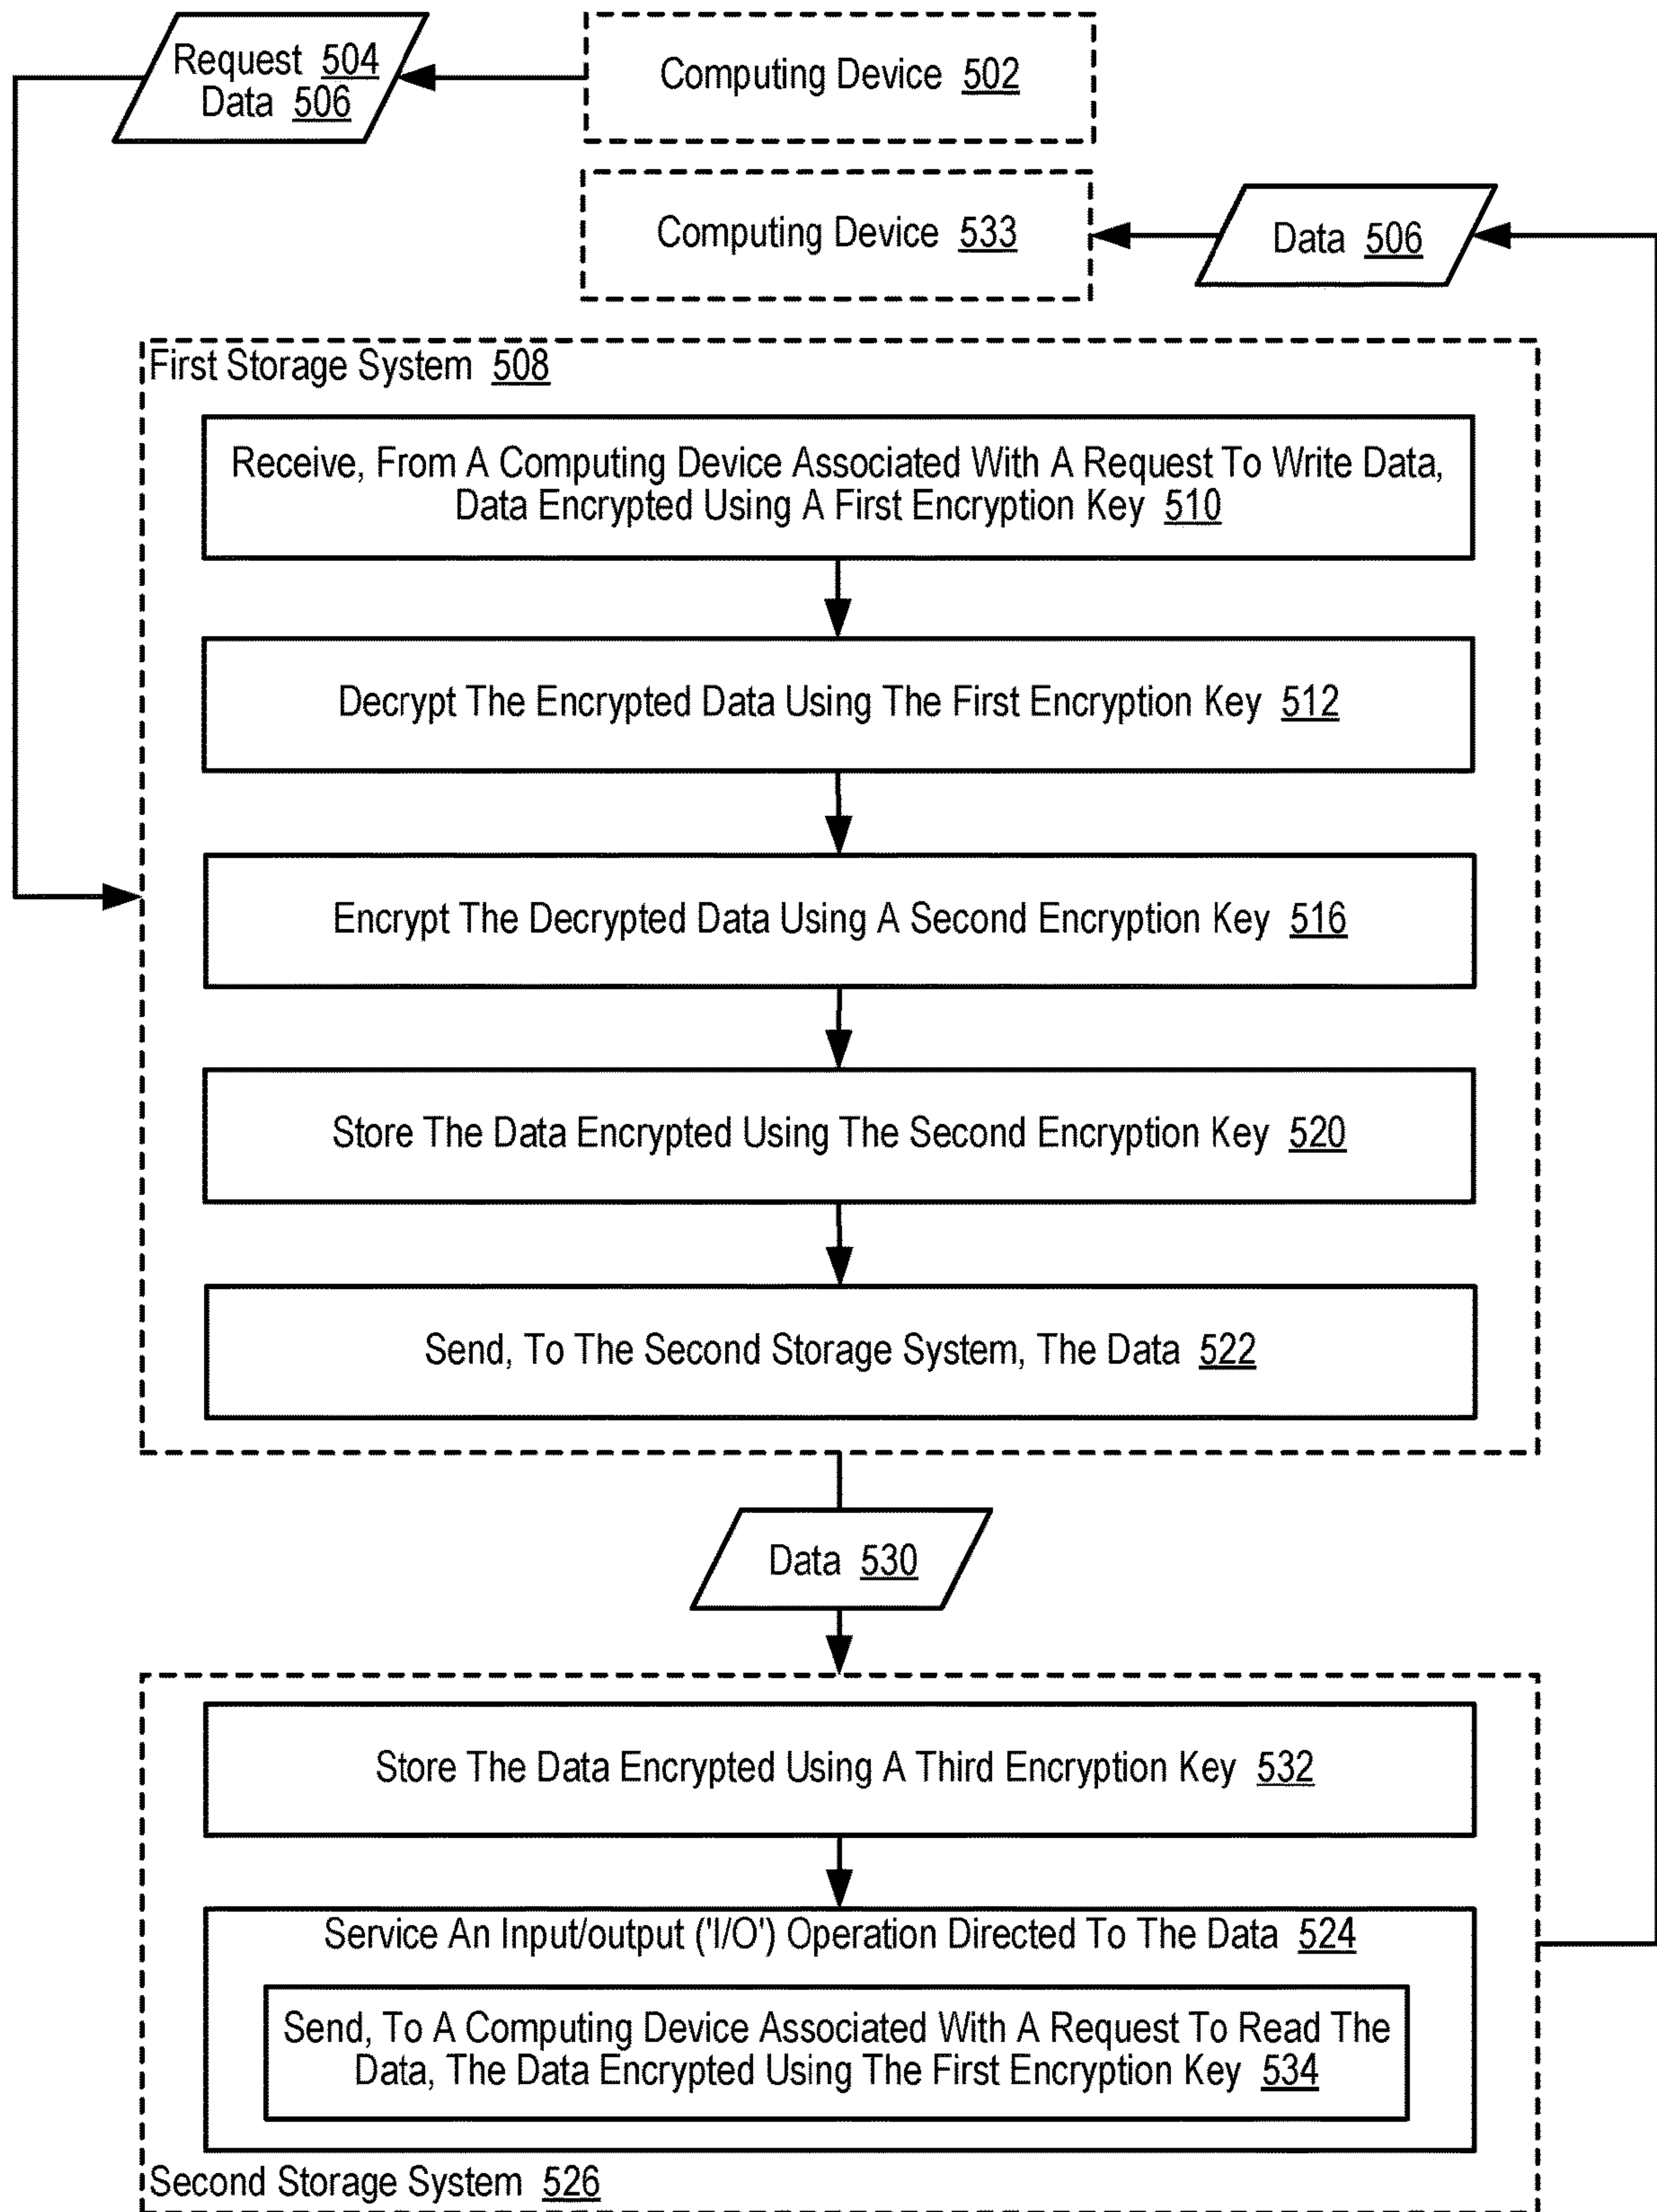 Request 504
Data 506
Computing Device 502
Computing Device 533
Data 506
First Storage System 508
Receive, From A Computing Device Associated With A Request To Write Data,
Data Encrypted Using A First Encryption Key 510
Decrypt The Encrypted Data Using The First Encryption Key 512
Encrypt The Decrypted Data Using A Second Encryption Key 516
Store The Data Encrypted Using The Second Encryption Key 520
Send, To The Second Storage System, The Data 522
Data 530
Store The Data Encrypted Using A Third Encryption Key 532
Service An Input/output ('I/O') Operation Directed To The Data 524
Send, To A Computing Device Associated With A Request To Read The
Data, The Data Encrypted Using The First Encryption Key 534
Second Storage System 526